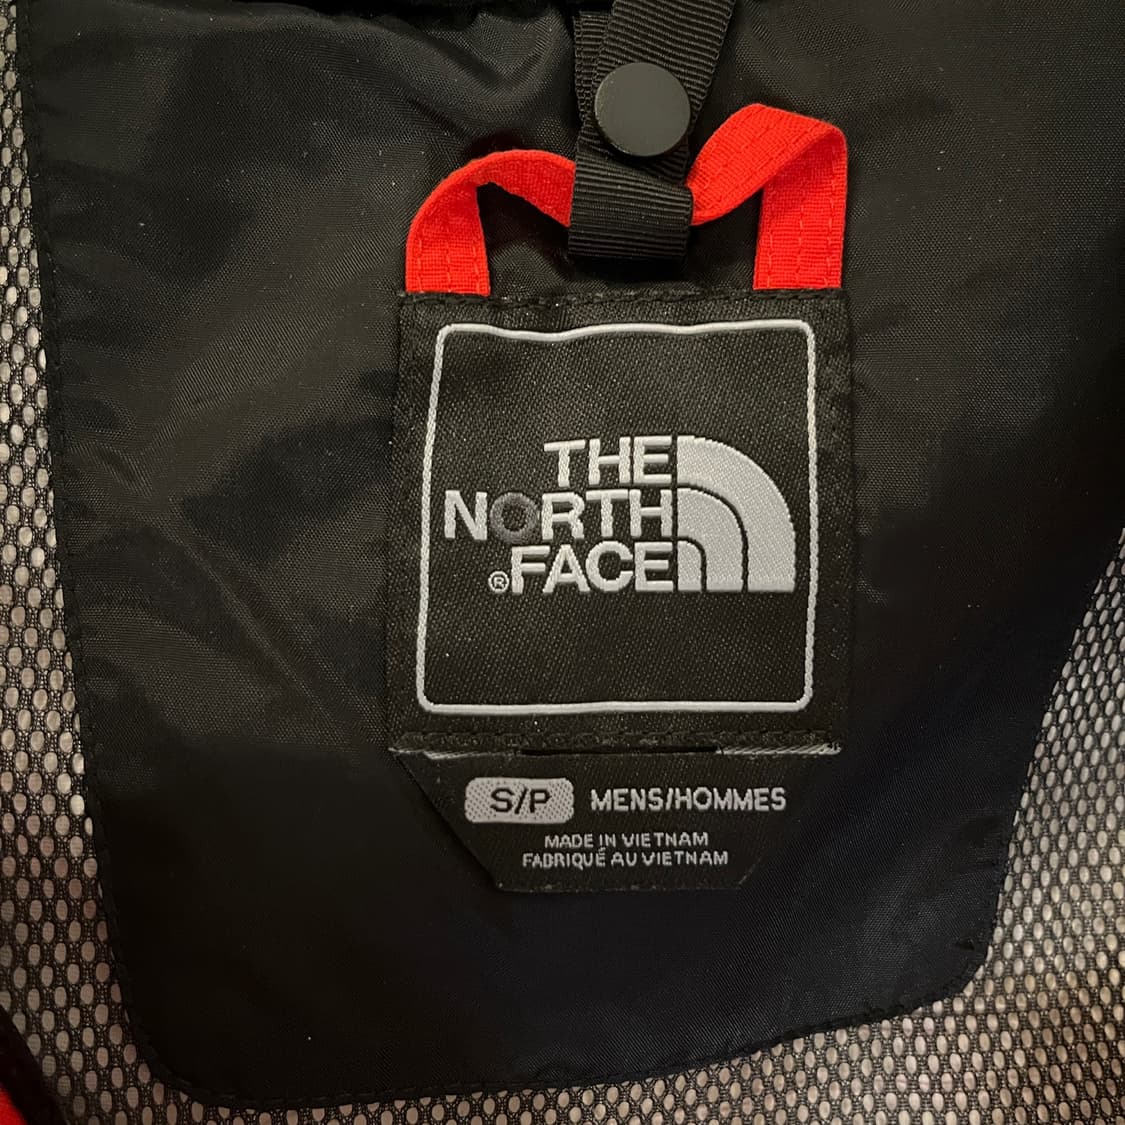 THE
NORTH
®FACE
S/P MENS/HOMMES
MADE IN VIETNAM
FABRIQUÉ AU VIETNAM